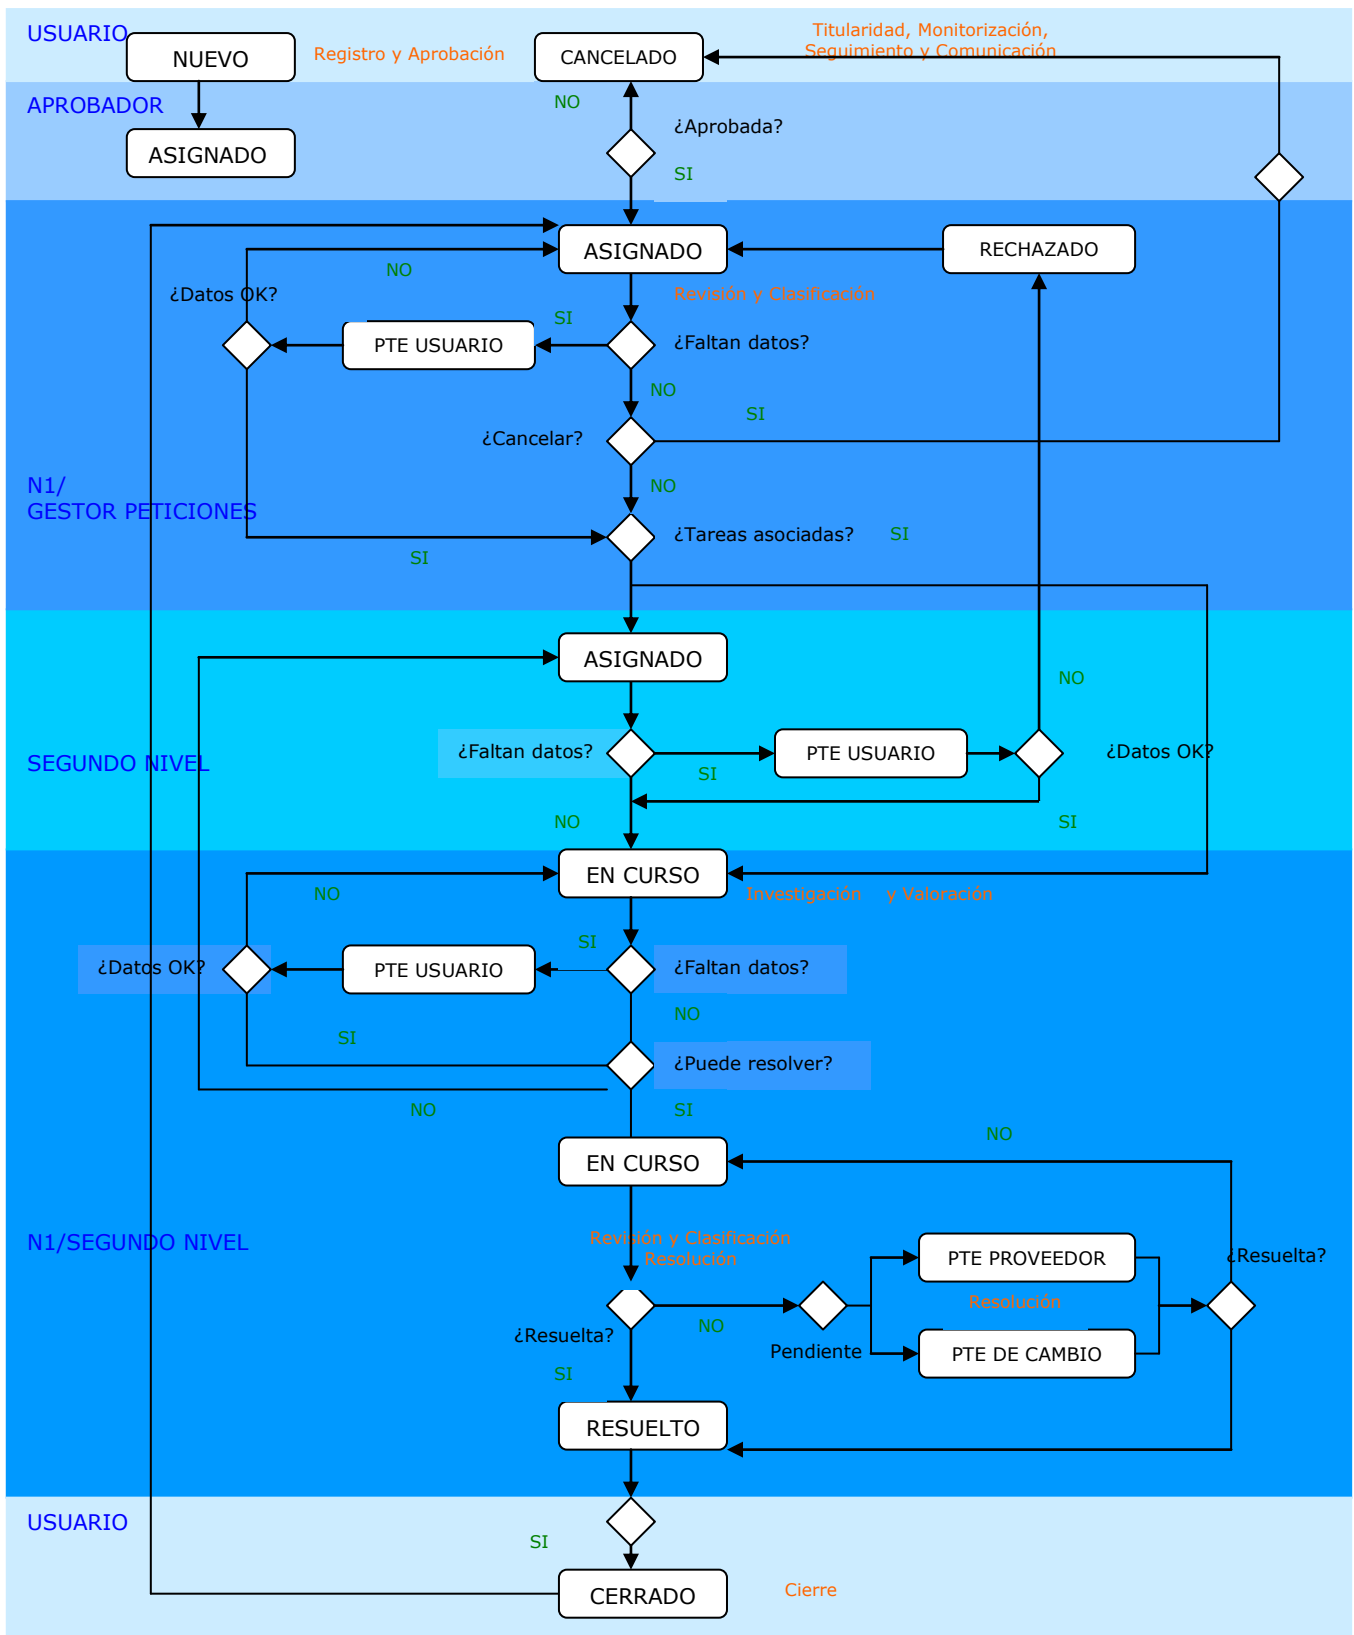 USUARIO
NUEVO
Registro y Aprobación
CANCELADO
Titularidad, Monitorización,
Seguimiento y Comunicación
APROBADOR
NO
¿Aprobada?
ASIGNADO
SI
ASIGNADO
RECHAZADO
NO
¿Datos OK?
Revisión y Clasificación
SI
PTE USUARIO
¿Faltan datos?
NO
SI
¿Cancelar?
N1/
GESTOR PETICIONES
NO
¿Tareas asociadas?
SI
SI
ASIGNADO
NO
SEGUNDO NIVEL
¿Faltan datos?
SI
PTE USUARIO
¿Datos OK?
NO
SI
EN CURSO
NO
Investigación y Valoración
SI
¿Datos OK?
PTE USUARIO
¿Faltan datos?
NO
SI
¿Puede resolver?
NO
SI
NO
EN CURSO
N1/SEGUNDO NIVEL
Revisión y Clasificación
Resolución
PTE PROVEEDOR
¿Resuelta?
Resolución
¿Resuelta?
NO
Pendiente
PTE DE CAMBIO
SI
RESUELTO
USUARIO
SI
CERRADO
Cierre